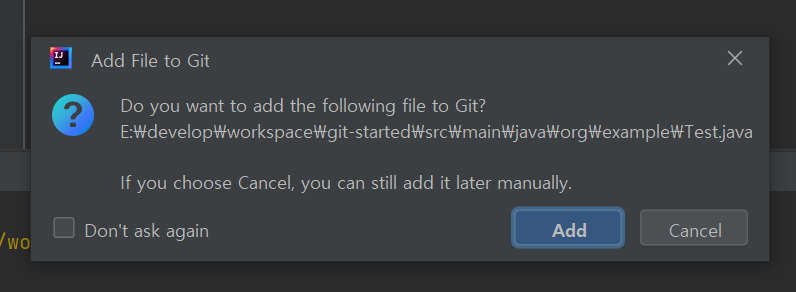 IJ
Add File to Git
Do you want to add the following file to Git?
E:₩develop₩workspace₩git-started₩src₩main₩java₩org₩example₩Test.java
If you choose Cancel, you can still add it later manually.
Don't ask again
Add
Cancel
/wo